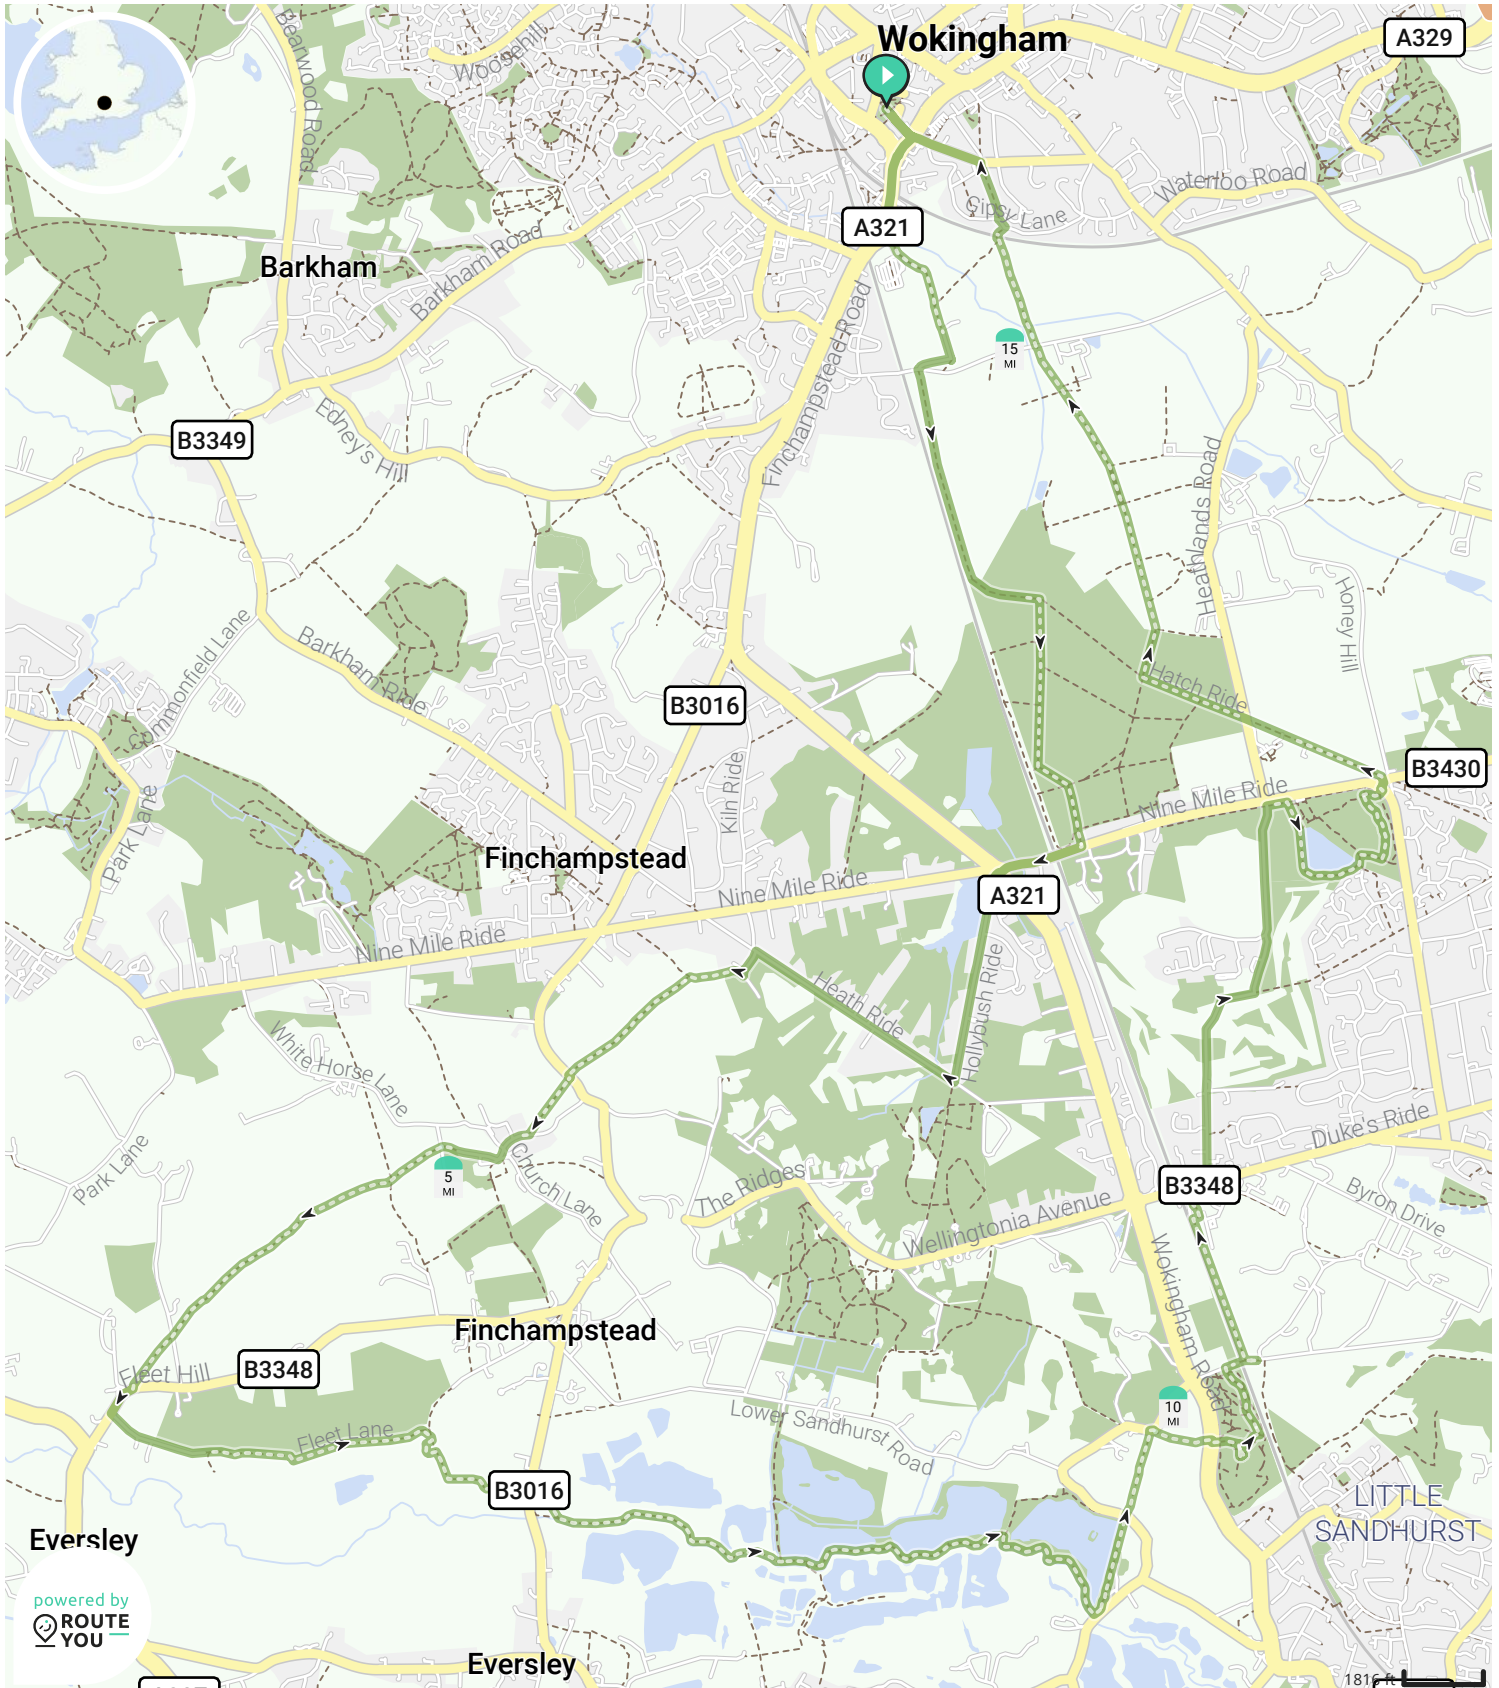 Wokingham
A329
Bearwood Road
Woosehill
Waterloo Road
Gipsy Lane
A321
Barkham
Barkham Road
Finchampstead Road
15
MI
Edney's Hill
B3349
Heathlands Road
Honey Hill
Commonfield Lane
Barkham Ride
Hatch Ride
B3016
B3430
Kiln Ride
Nine Mile Ride
Park Lane
Finchampstead
Nine Mile Ride
A321
Nine Mile Ride
Heath Ride
Hollybush Ride
White Horse Lane
Duke's Ride
Park Lane
Church Lane
5
MI
The Ridges
B3348
Byron Drive
Wellingtonia Avenue
Wokingham Road
Finchampstead
Fleet Hill
B3348
10
MI
Lower Sandhurst Road
Fleet Lane
B3016
LITTLE
SANDHURST
Eversley
powered by
ROUTE
YOU
Eversley
1816 ft